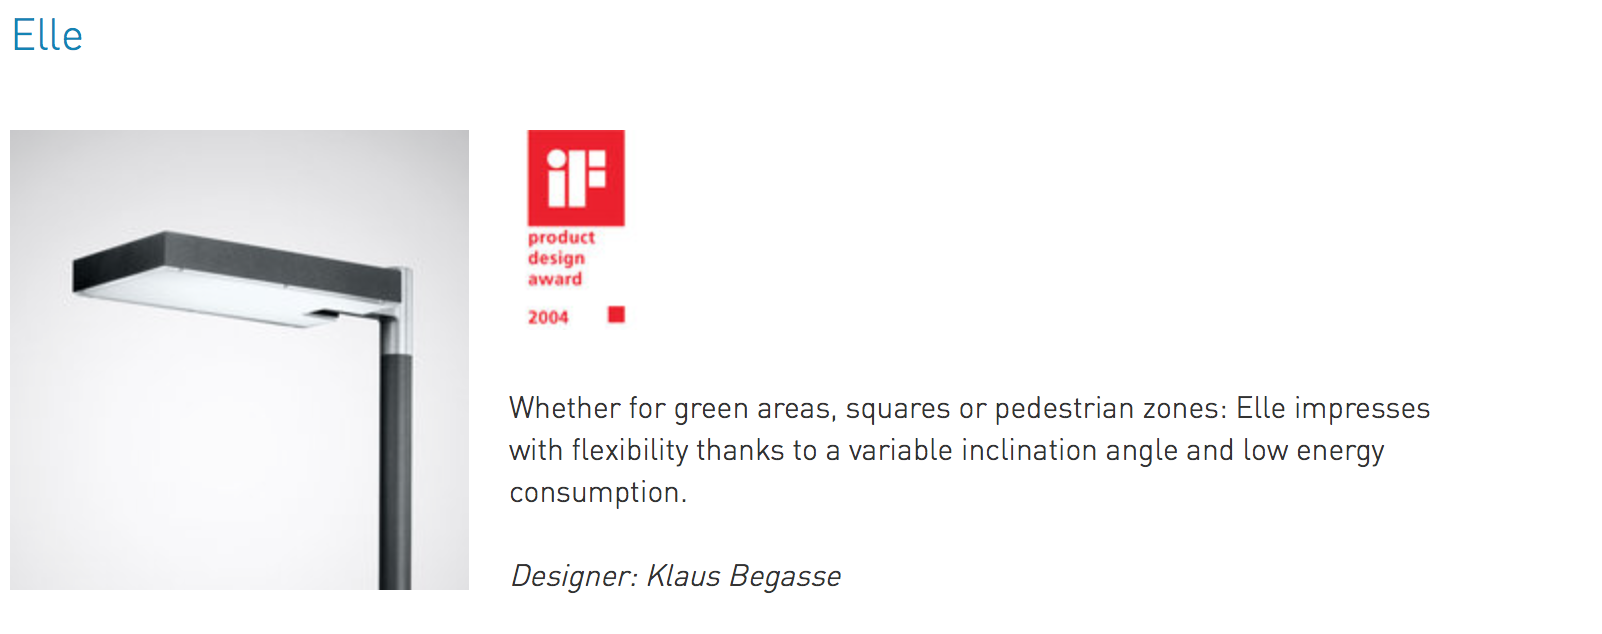 Elle
iF
product
design
award
2004
Whether for green areas, squares or pedestrian zones: Elle impresses
with flexibility thanks to a variable inclination angle and low energy
consumption.
Designer: Klaus Begasse